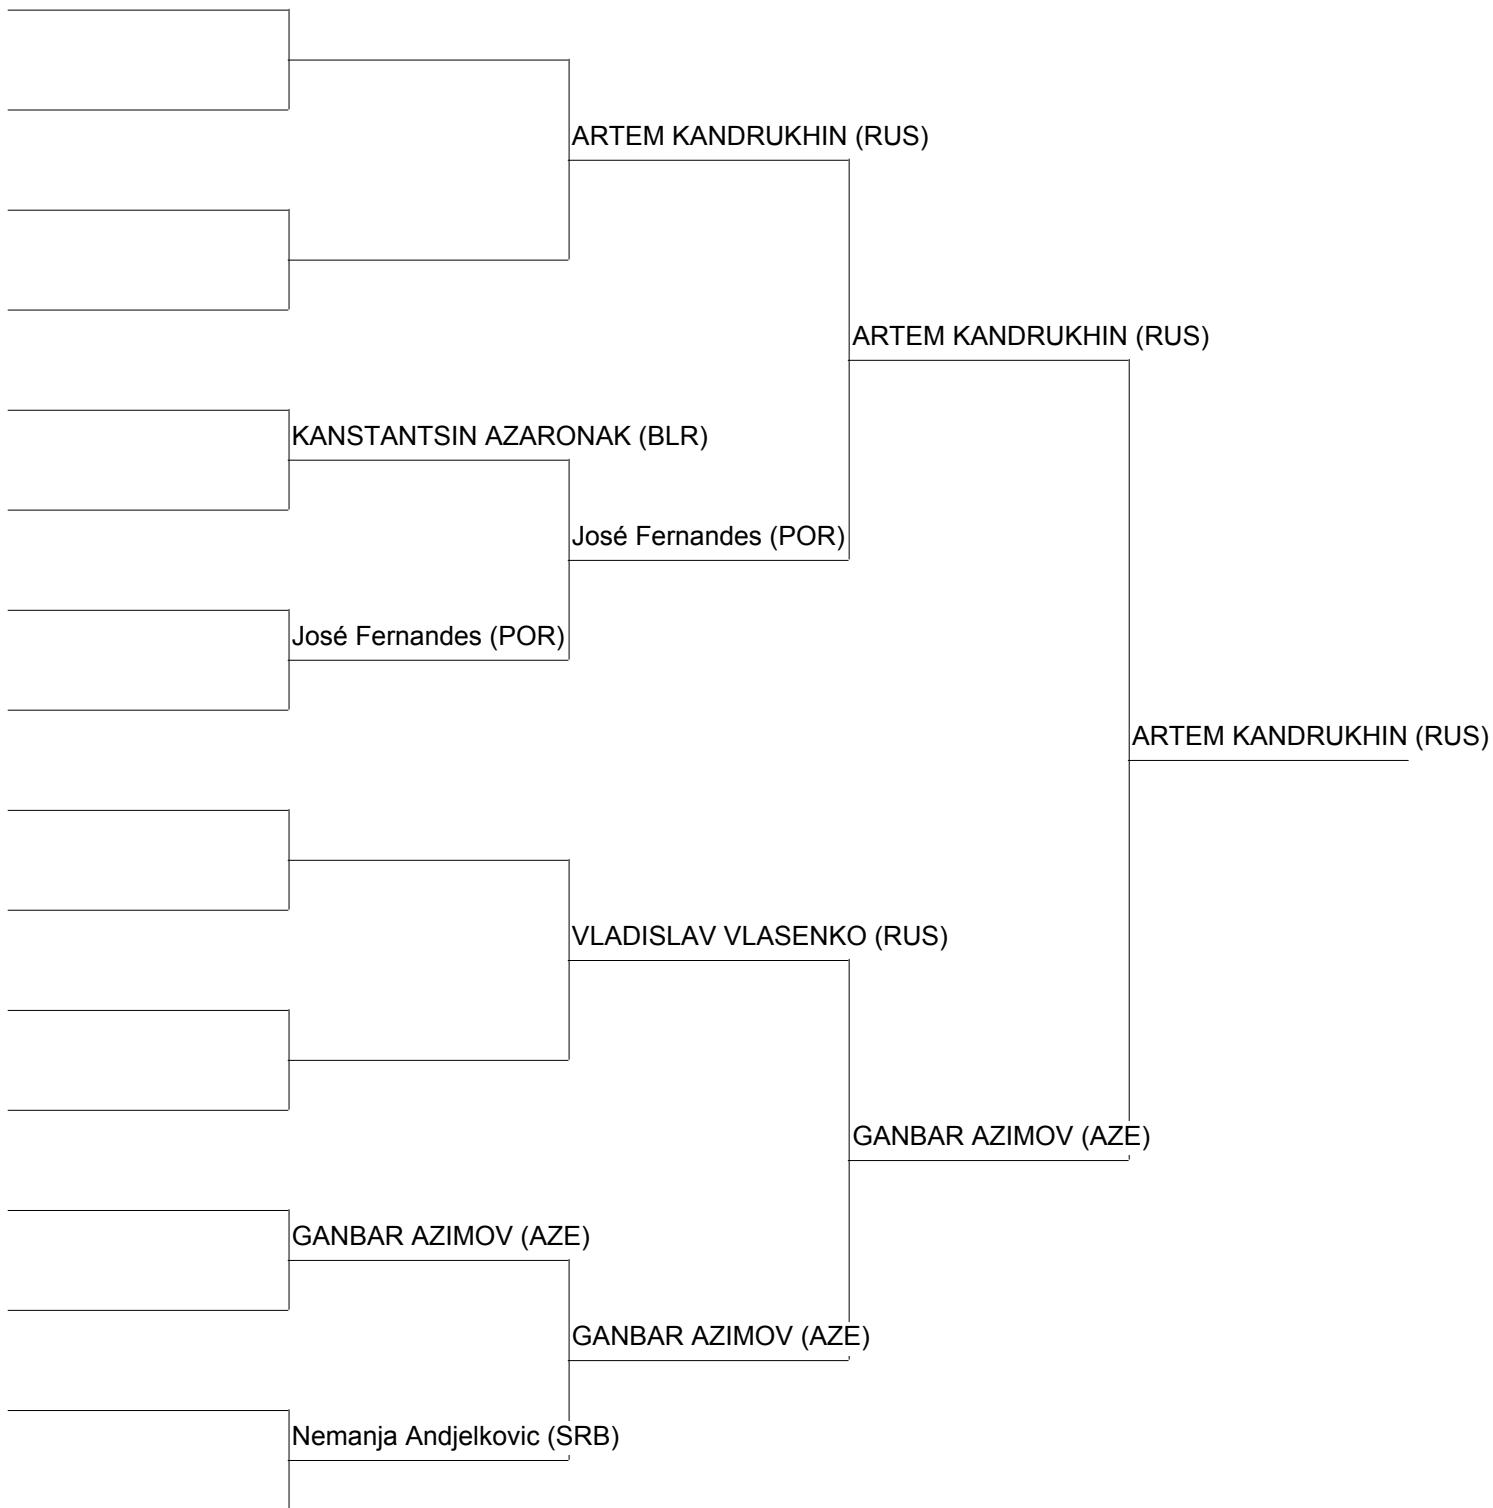 ARTEM KANDRUKHIN (RUS)
ARTEM KANDRUKHIN (RUS)
KANSTANTSIN AZARONAK (BLR)
José Fernandes (POR)
José Fernandes (POR)
ARTEM KANDRUKHIN (RUS)
VLADISLAV VLASENKO (RUS)
GANBAR AZIMOV (AZE)
GANBAR AZIMOV (AZE)
GANBAR AZIMOV (AZE)
Nemanja Andjelkovic (SRB)